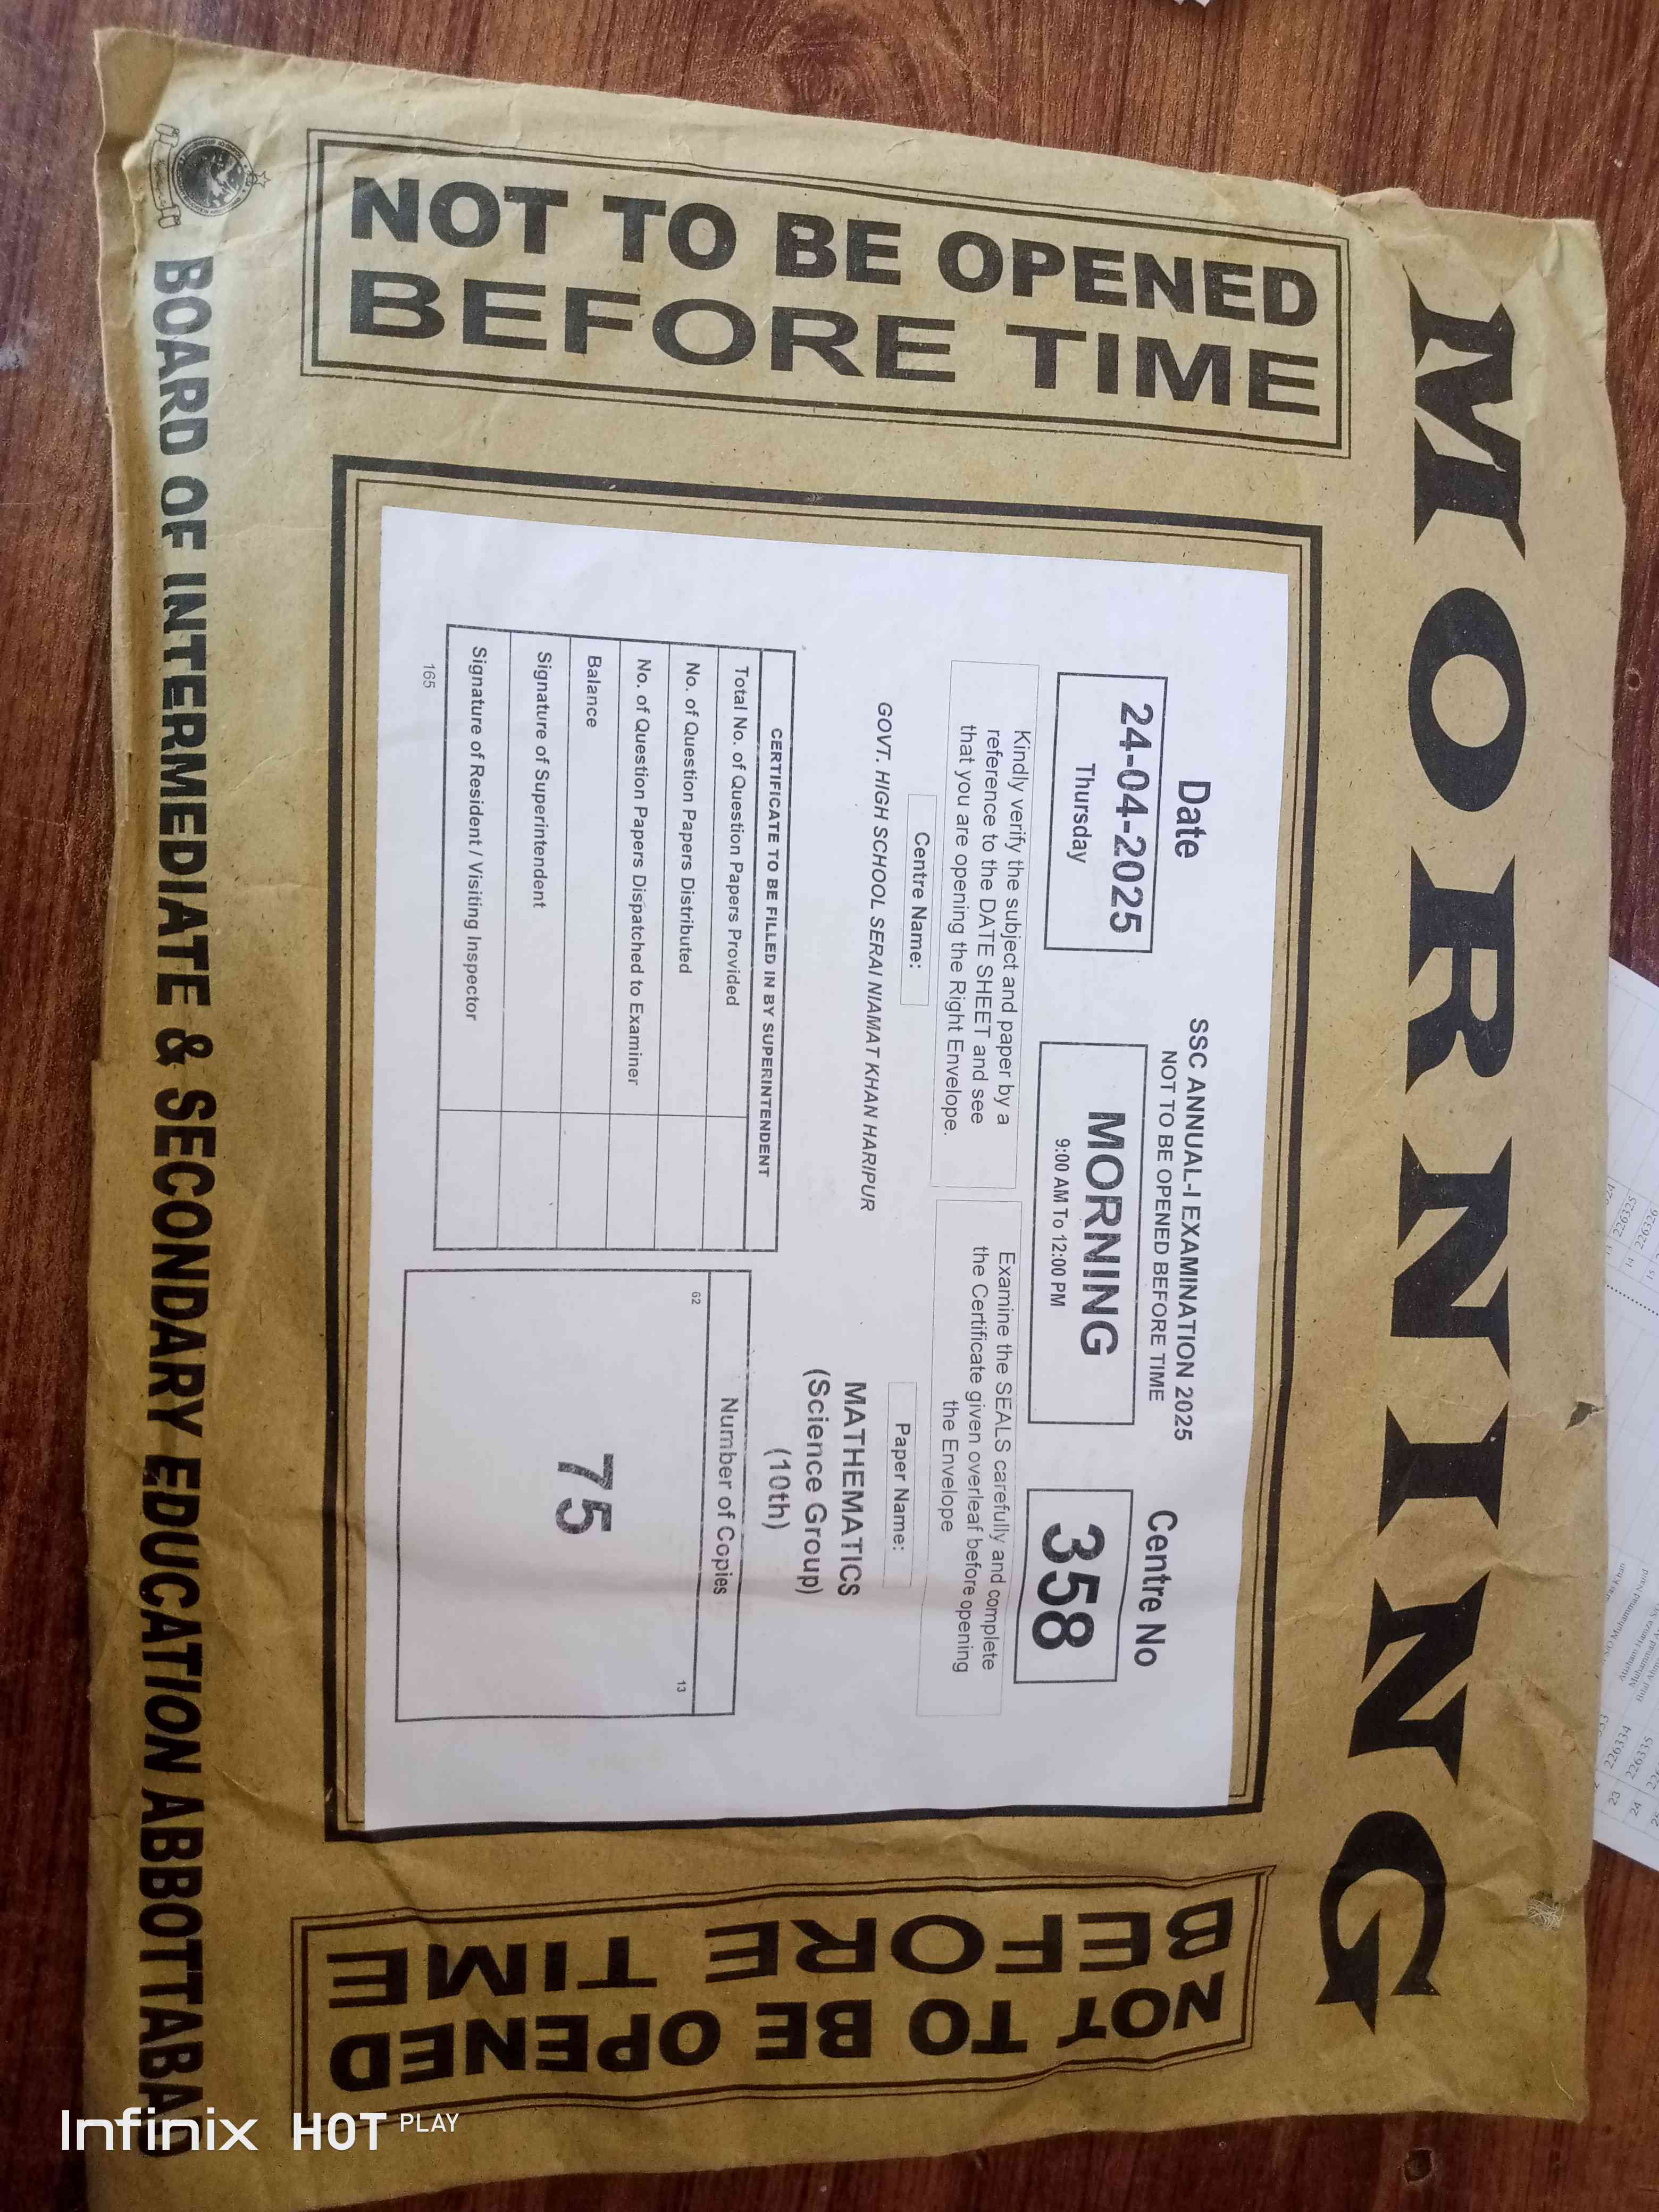 MORNING
NOT TO BE OPENED
BEFORE TIME
Date
24-04-2025
Thursday
SSC ANNUAL-I EXAMINATION 2025
NOT TO BE OPENED BEFORE TIME
MORNING
9:00 AM To 12:00 PM
Centre No
358
Kindly verify the subject and paper by a
reference to the DATE SHEET and see
that you are opening the Right Envelope.
Examine the SEALS carefully and complete
the Certificate given overleaf before opening
the Envelope
Centre Name:
GOVT. HIGH SCHOOL SERAI NIAMAT KHAN HARIPUR
Paper Name:
MATHEMATICS
(Science Group)
(10th)
CERTIFICATE TO BE FILLED IN BY SUPERINTENDENT
Total No. of Question Papers Provided
No. of Question Papers Distributed
No. of Question Papers Dispatched to Examiner
Balance
Signature of Superintendent
Signature of Resident / Visiting Inspector
165
Number of Copies
62
13
75
NOT TO BE OPENED
BEFORE TIME
BOARD OF INTERMEDIATE & SECONDARY EDUCATION ABBOTTABAD
226325
226334
226335
23
24
Infinix HOT PLAY